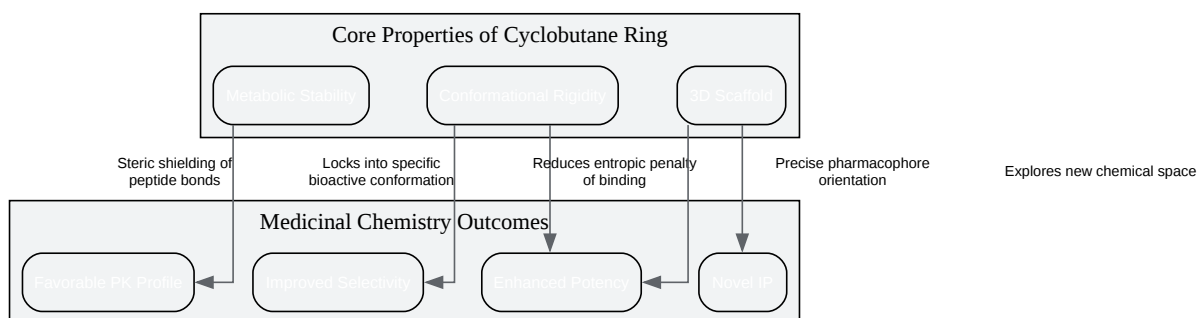 Core Properties of Cyclobutane Ring
Metabolic Stability
Conformational Rigidity
3D Scaffold
Steric shielding of
peptide bonds
Locks into specific
bioactive conformation
Reduces entropic penalty
of binding
Precise pharmacophore
orientation
Explores new chemical space
Medicinal Chemistry Outcomes
Favorable PK Profile
Improved Selectivity
Enhanced Potency
Novel IP